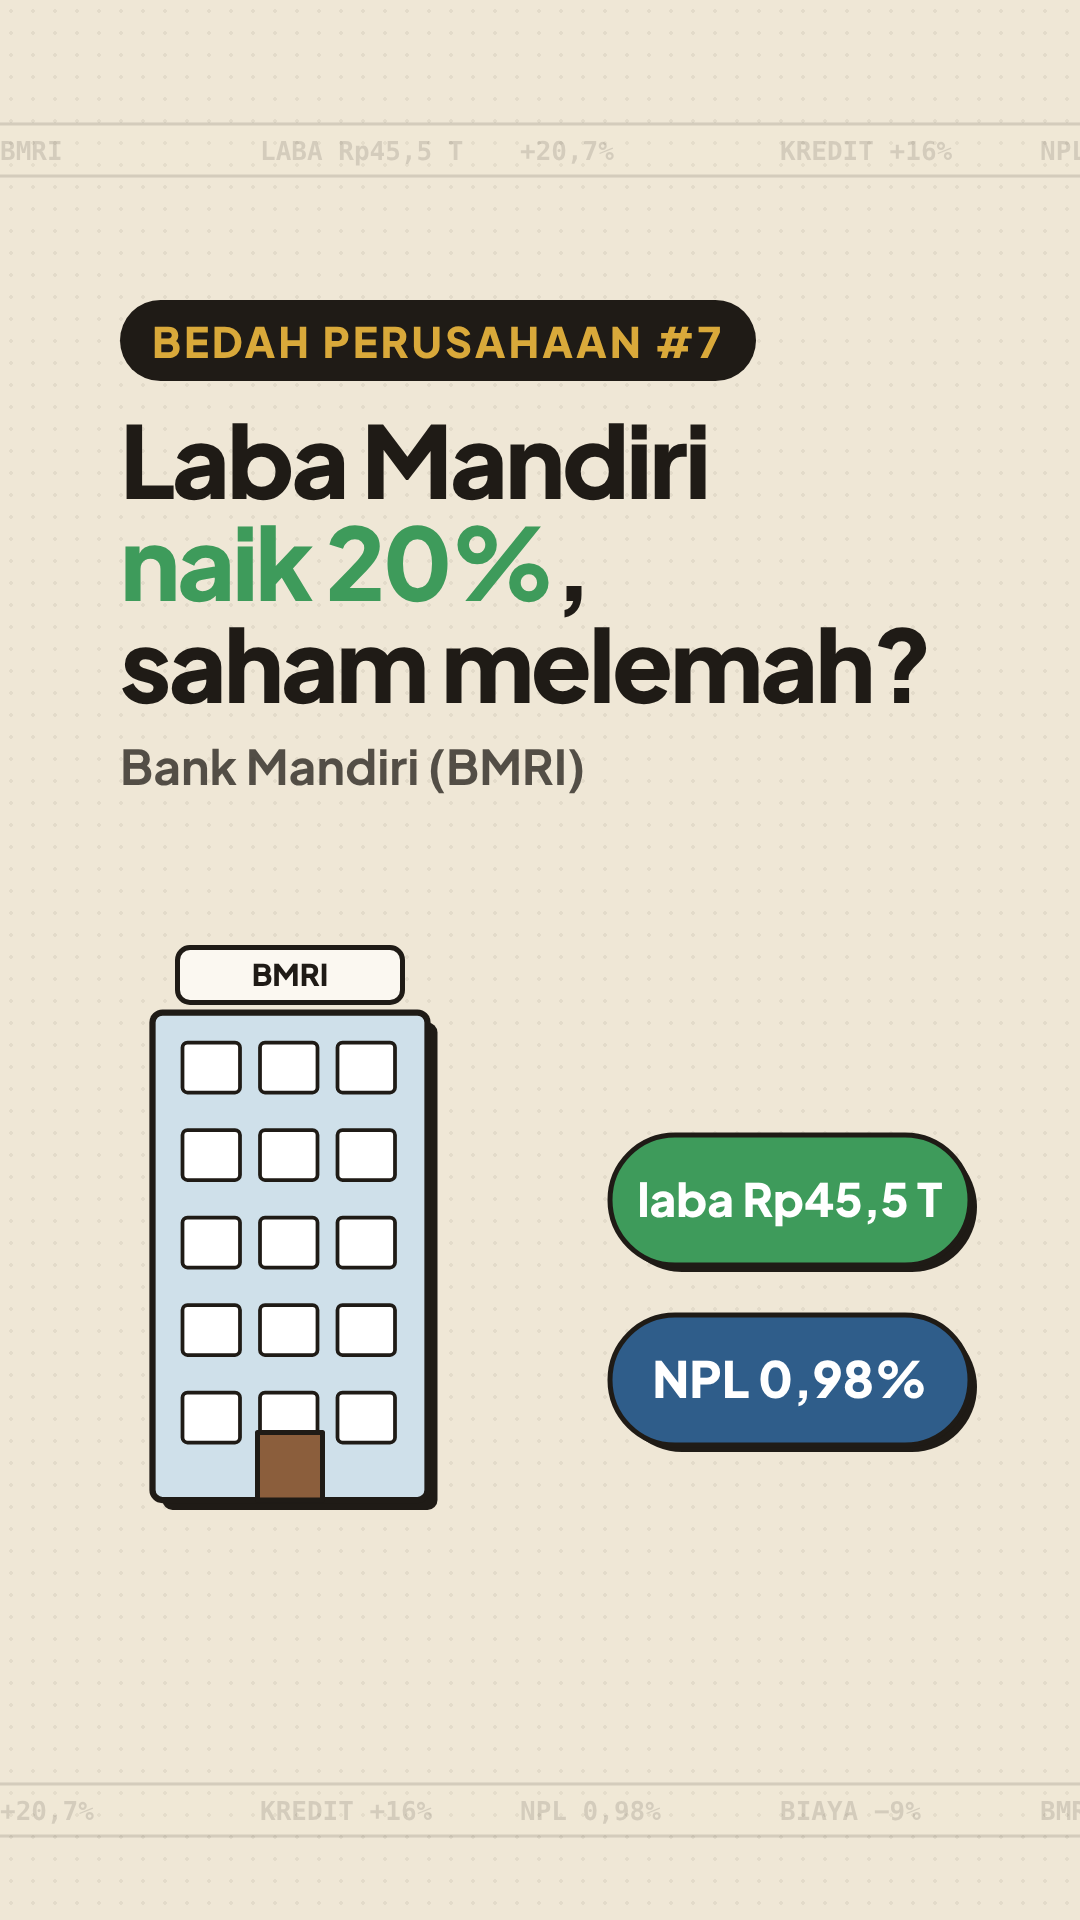 BMRI LABA Rp45,5 T +20,7% KREDIT +16% NPL
BEDAH PERUSAHAAN #7
Laba Mandiri
naik 20%,
saham melemah?
Bank Mandiri (BMRI)
BMRI
laba Rp45,5 T
NPL 0,98%
+20,7% KREDIT +16% NPL 0,98% BIAYA −9%